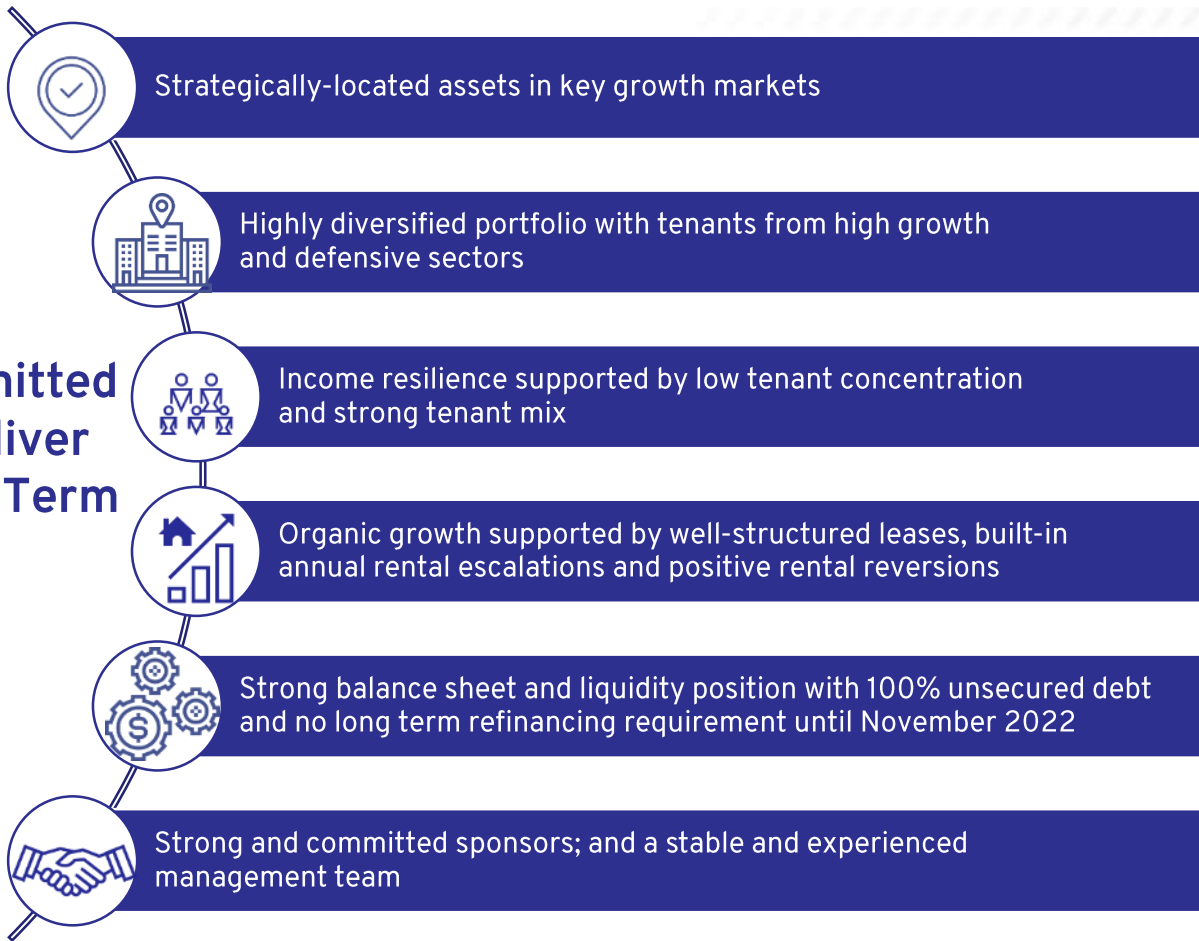 Strategically-located assets in key growth markets
Highly diversified portfolio with tenants from high growth
and defensive sectors
Income resilience supported by low tenant concentration
and strong tenant mix
Term
Organic growth supported by well-structured leases, built-in
annual rental escalations and positive rental reversions
Strong balance sheet and liquidity position with 100% unsecured debt
and no long term refinancing requirement until November 2022
Strong and committed sponsors; and a stable and experienced
management team